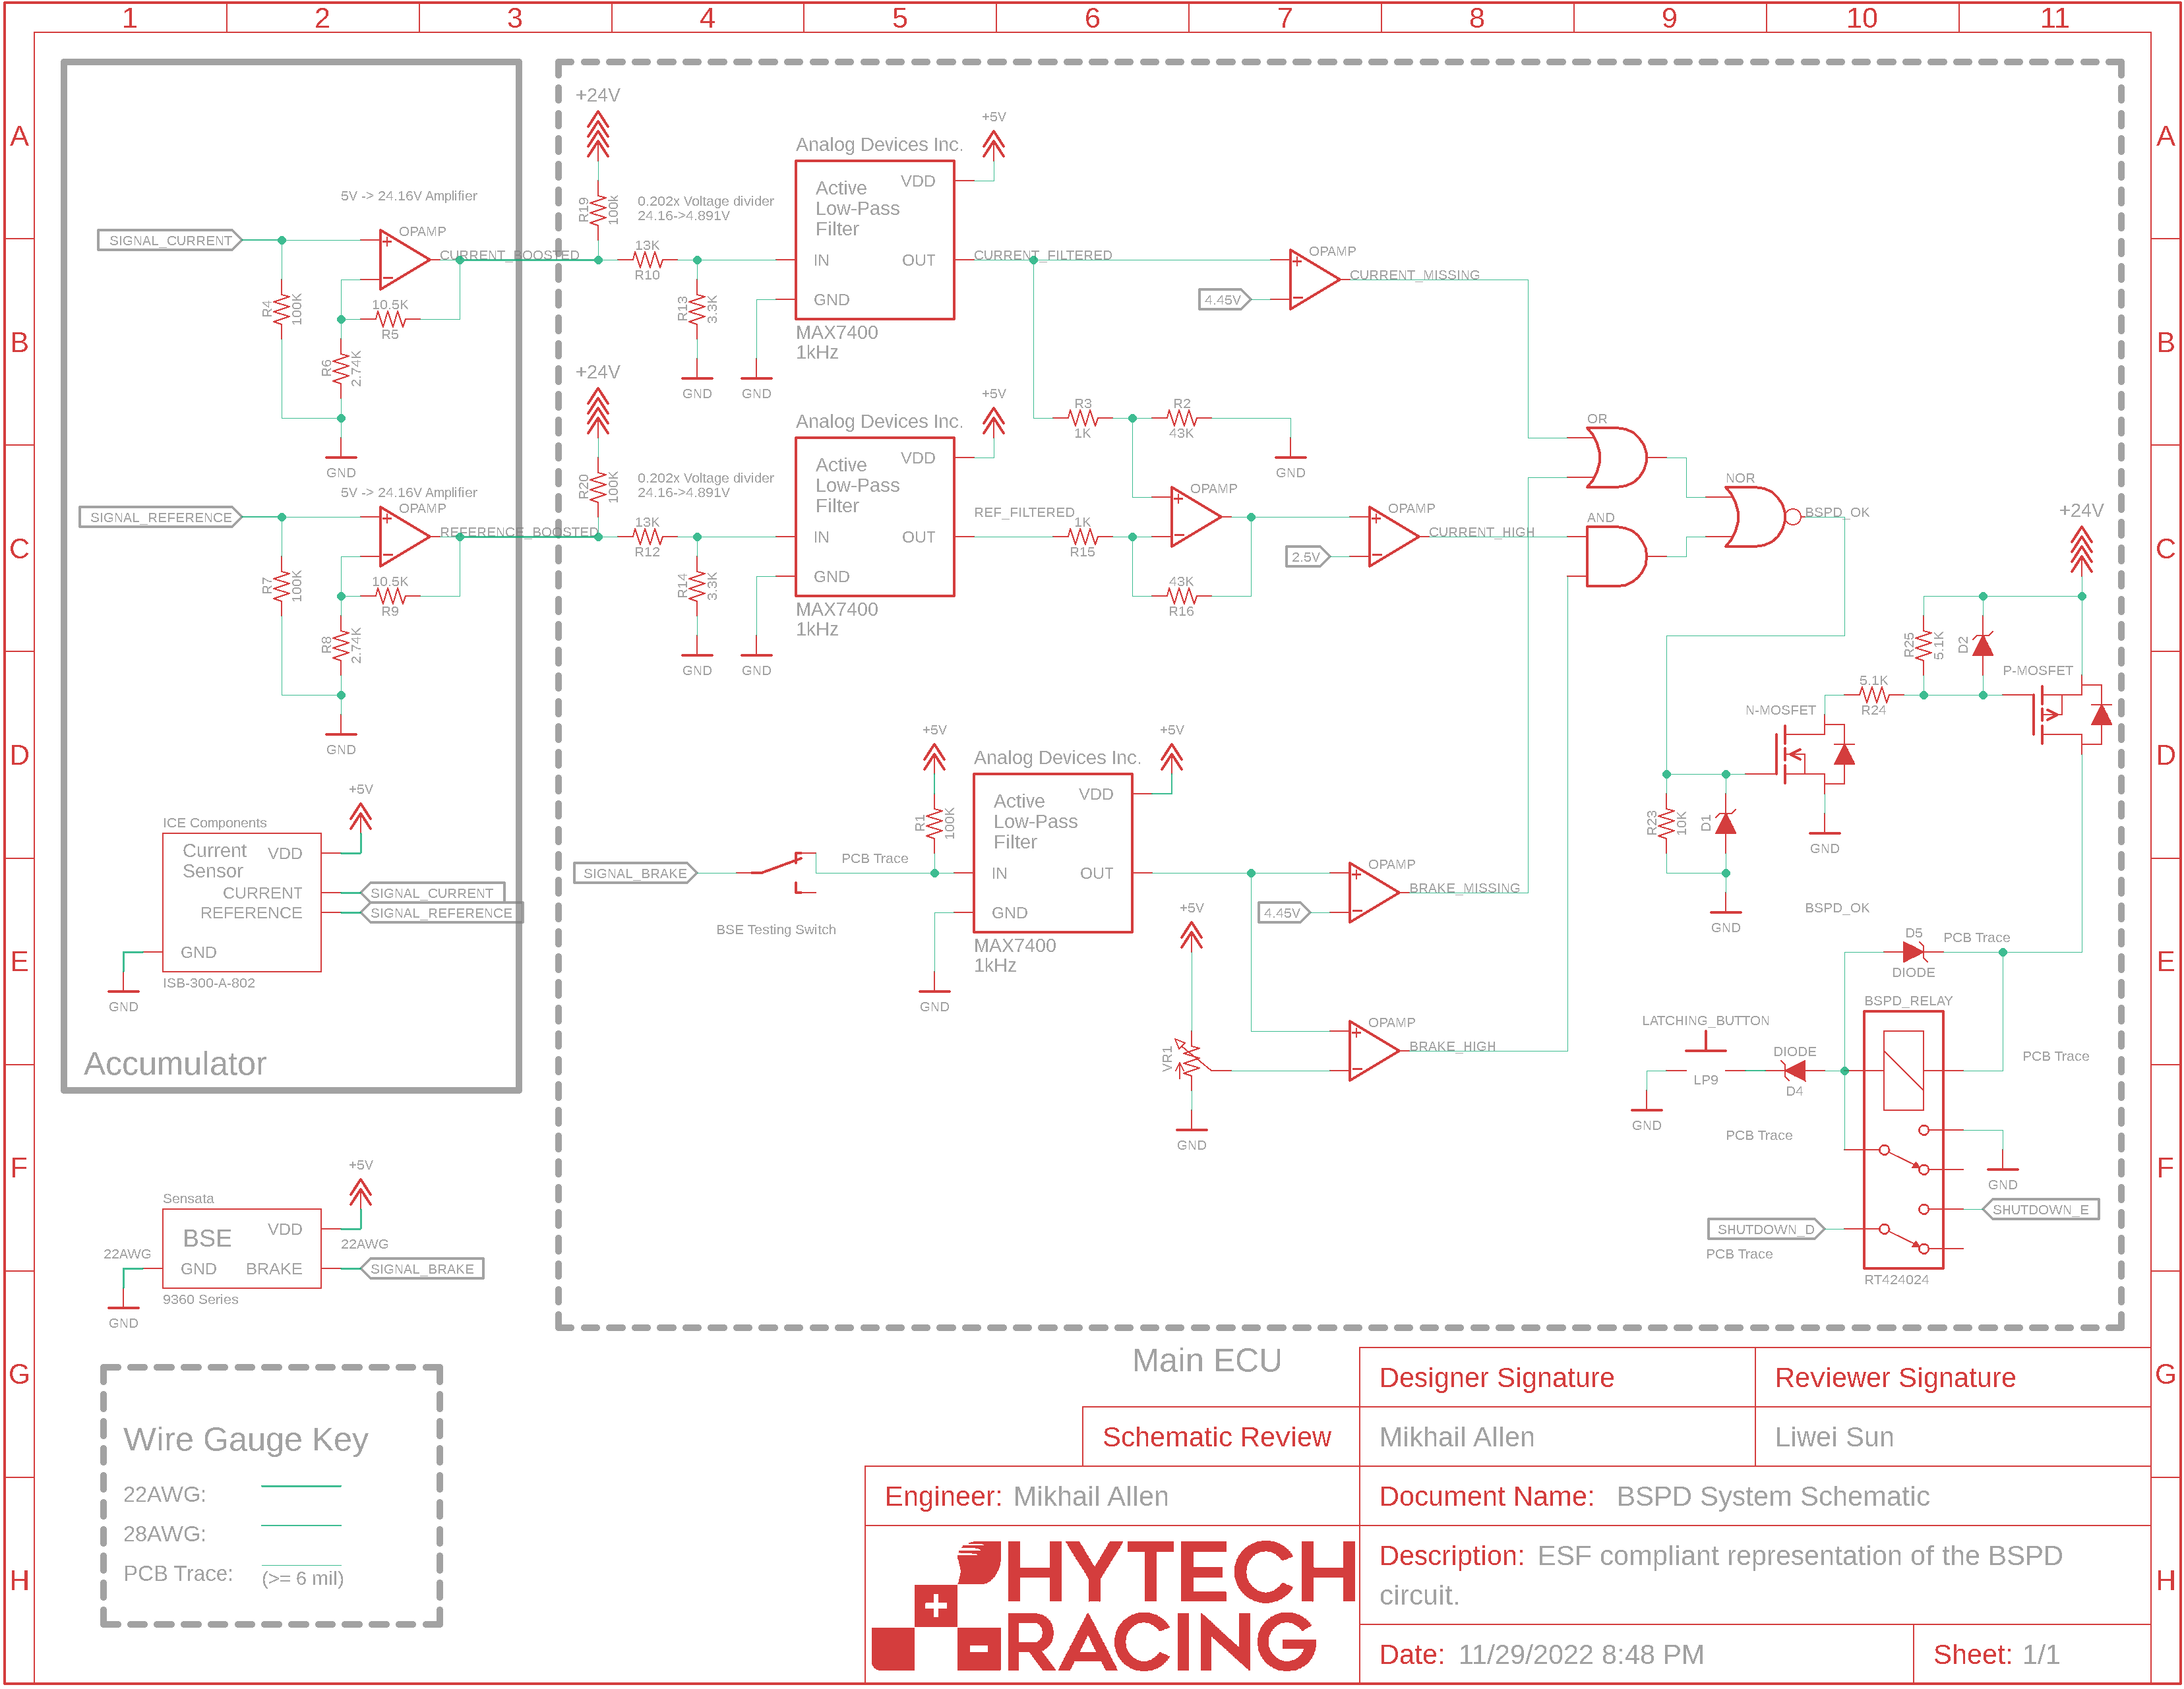 1 2 3 4 5 6 7 8 9 10 11
A
B
C
D
E
F
G
H
A
B
C
D
E
F
G
H
5V -> 24.16V Amplifier
OPAMP
SIGNAL_CURRENT
CURRENT_BOOSTED
R4
100K
10.5K
R5
R6
2.74K
GND
5V -> 24.16V Amplifier
OPAMP
SIGNAL_REFERENCE
REFERENCE_BOOSTED
R7
100K
10.5K
R9
R8
2.74K
GND
+5V
ICE Components
Current
Sensor
VDD
CURRENT
REFERENCE
GND
SIGNAL_CURRENT
SIGNAL_REFERENCE
ISB-300-A-802
GND
Accumulator
+5V
Sensata
BSE
VDD
22AWG
22AWG
GND
BRAKE
SIGNAL_BRAKE
9360 Series
GND
Wire Gauge Key
22AWG:
28AWG:
PCB Trace:
(>= 6 mil)
+24V
R19
100k
0.202x Voltage divider
24.16->4.891V
13K
R10
R13
3.3K
GND
GND
Analog Devices Inc.
+5V
Active
Low-Pass
Filter
VDD
IN
OUT
GND
MAX7400
1kHz
CURRENT_FILTERED
OPAMP
4.45V
CURRENT_MISSING
+24V
R20
100K
0.202x Voltage divider
24.16->4.891V
13K
R12
R14
3.3K
GND
GND
Analog Devices Inc.
+5V
Active
Low-Pass
Filter
VDD
IN
OUT
GND
MAX7400
1kHz
R3
1K
R2
43K
GND
REF_FILTERED
1K
R15
OPAMP
43K
R16
2.5V
OPAMP
CURRENT_HIGH
OR
AND
NOR
BSPD_OK
+5V
R1
100K
SIGNAL_BRAKE
PCB Trace
BSE Testing Switch
Analog Devices Inc.
+5V
Active
Low-Pass
Filter
VDD
IN
OUT
GND
MAX7400
1kHz
GND
OPAMP
4.45V
BRAKE_MISSING
+5V
VR1
GND
OPAMP
BRAKE_HIGH
+24V
R25
5.1K
D2
P-MOSFET
5.1K
R24
N-MOSFET
R23
10K
D1
GND
GND
BSPD_OK
D5
DIODE
PCB Trace
BSPD_RELAY
LATCHING_BUTTON
LP9
GND
DIODE
D4
PCB Trace
PCB Trace
GND
SHUTDOWN_E
SHUTDOWN_D
PCB Trace
RT424024
Main ECU
Designer Signature
Reviewer Signature
Schematic Review
Mikhail Allen
Liwei Sun
Engineer: Mikhail Allen
Document Name: BSPD System Schematic
HYTECH
RACING
Description: ESF compliant representation of the BSPD
circuit.
Date: 11/29/2022 8:48 PM
Sheet: 1/1
1